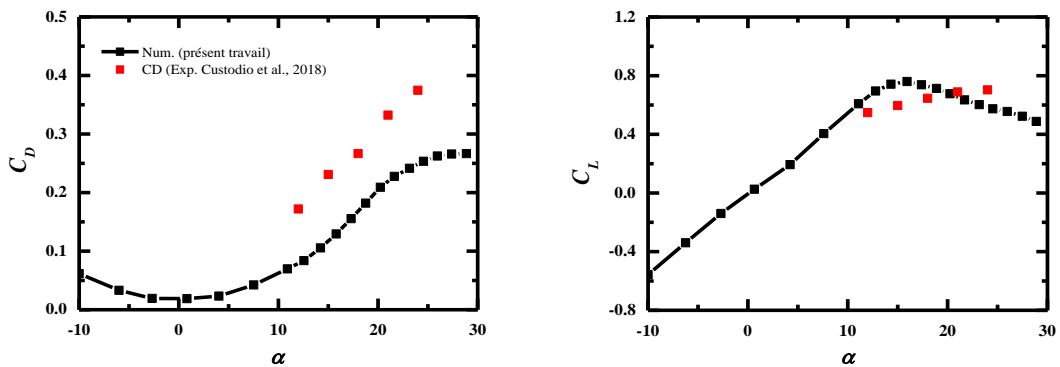 0.5
0.4
0.3
0.2
0.1
0.0
C_D
Num. (présent travail)
CD (Exp. Custodio et al., 2018)
-10 0 10 20 30
α
1.2
0.8
0.4
0.0
-0.4
-0.8
C_L
-10 0 10 20 30
α